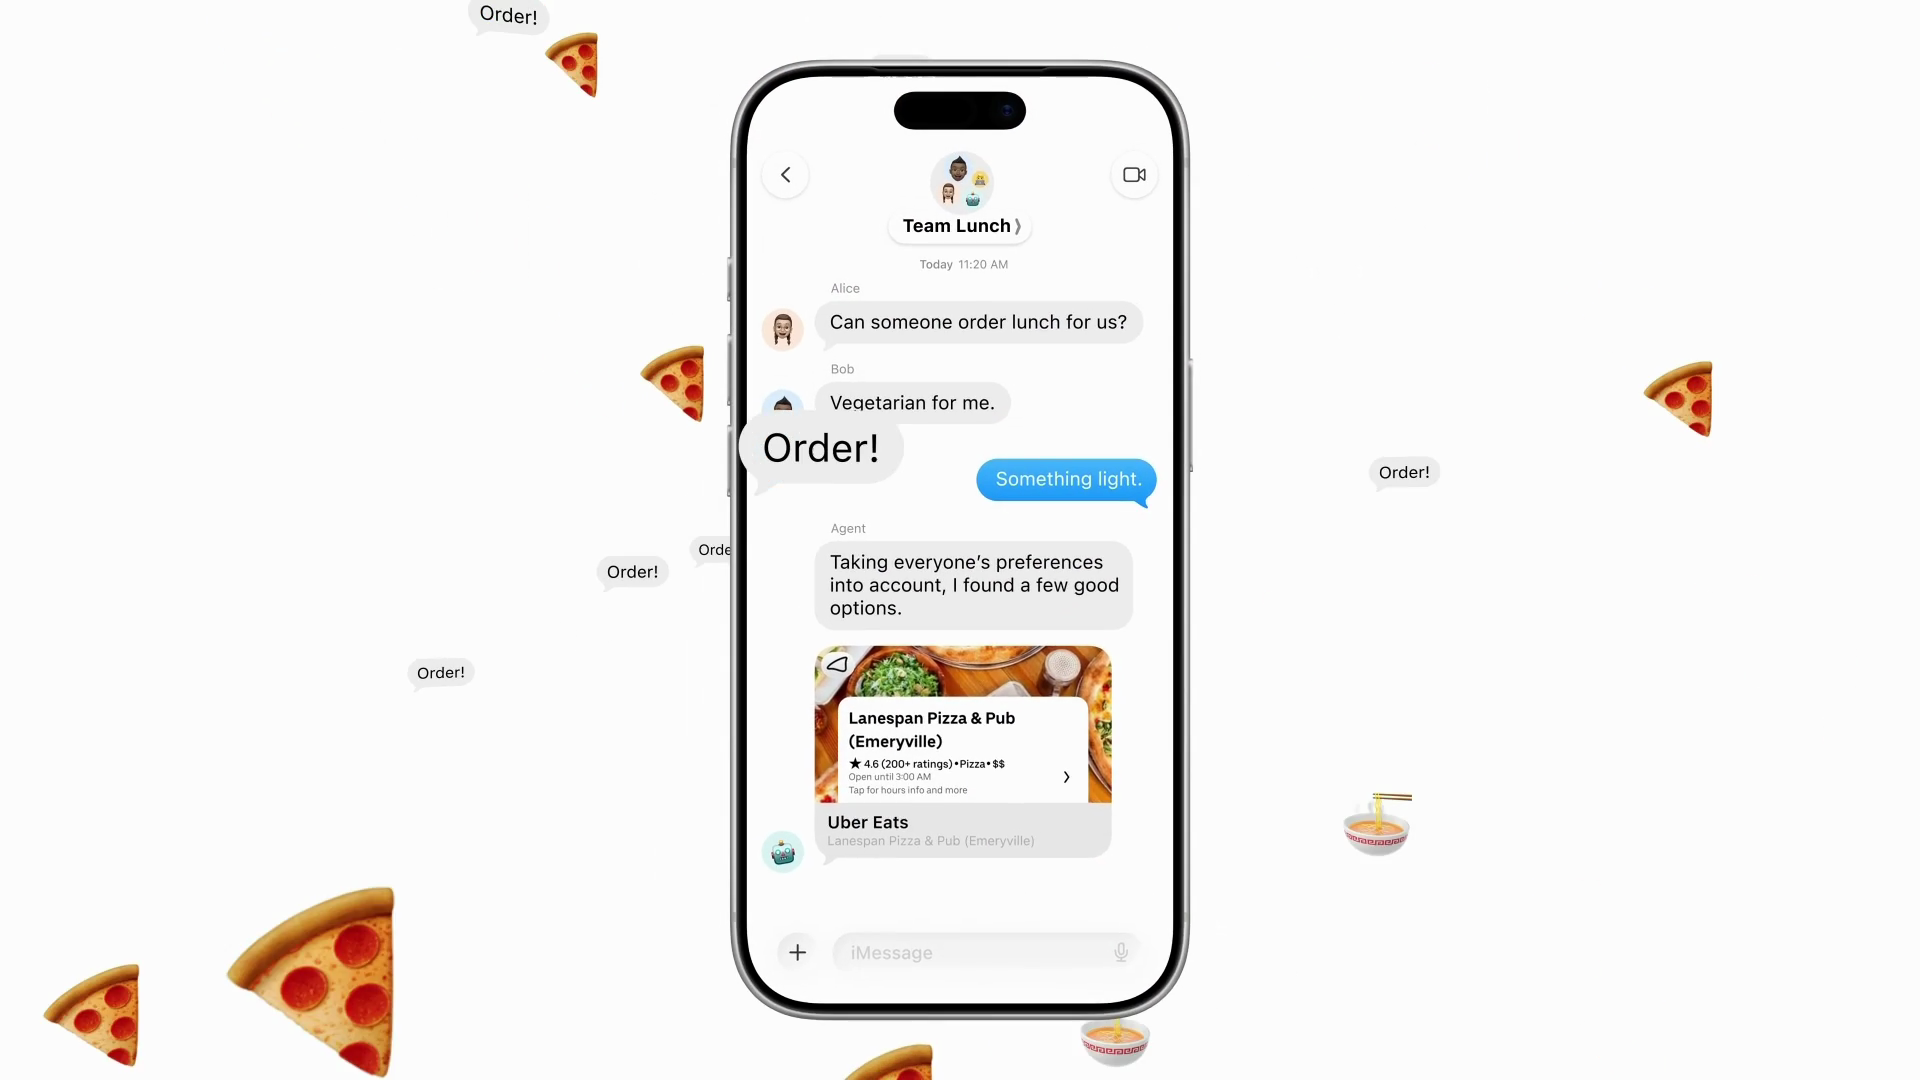 Order!
Team Lunch
Today 11:20 AM
Alice
Can someone order lunch for us?
Bob
Vegetarian for me.
Order!
Something light.
Order!
Agent
Orde
Order!
Taking everyone’s preferences
into account, I found a few good
options.
Order!
Lanespan Pizza & Pub
(Emeryville)
★ 4.6 (200+ ratings) • Pizza • $$
Open until 3:00 AM
Tap for hours info and more
Uber Eats
Lanespan Pizza & Pub (Emeryville)
iMessage